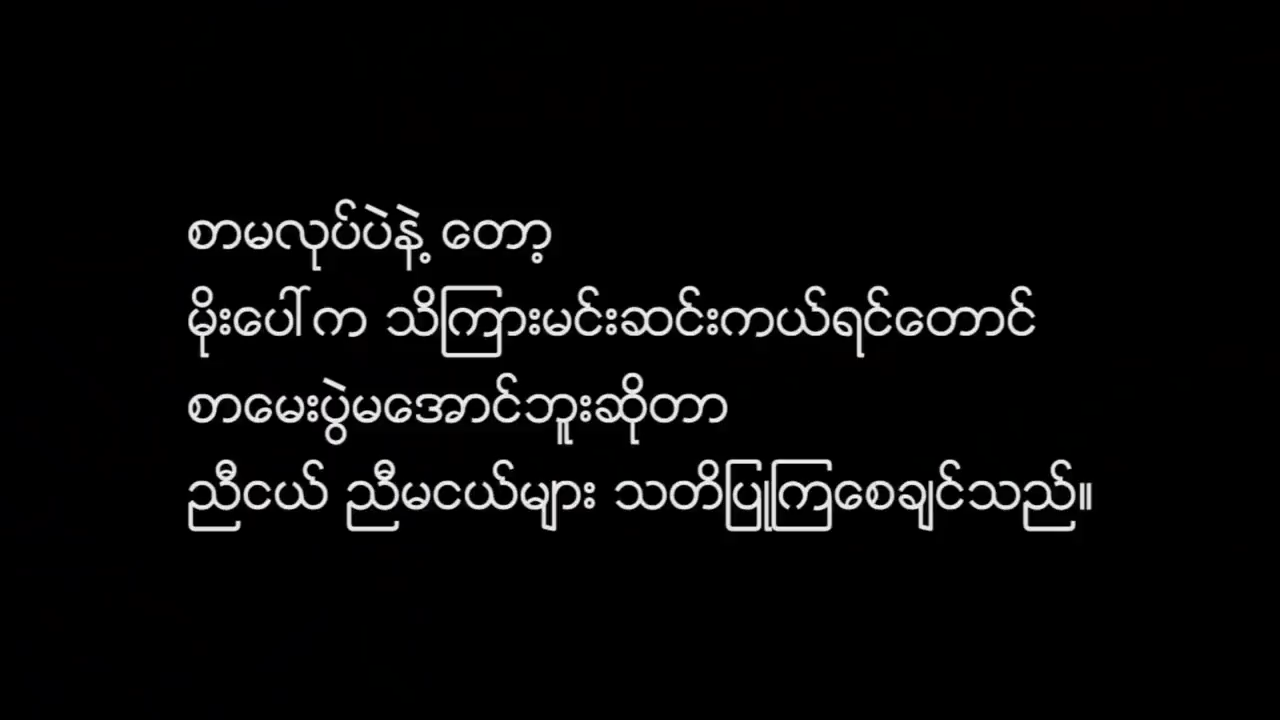 စာမလုပ်ပဲနဲ့ တော့
မိုးပေါ်က သိကြားမင်းဆင်းကယ်ရင်တောင်
စာမေးပွဲမအောင်ဘူးဆိုတာ
ညီငယ် ညီမငယ်များ သတိပြုကြစေချင်သည်။